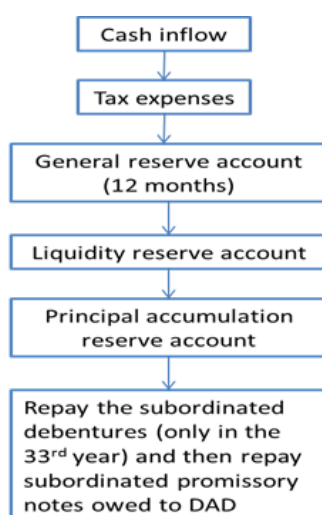 Cash inflow
Tax expenses
General reserve account
(12 months)
Liquidity reserve account
Principal accumulation
reserve account
Repay the subordinated
debentures (only in the
33rd year) and then repay
subordinated promissory
notes owed to DAD